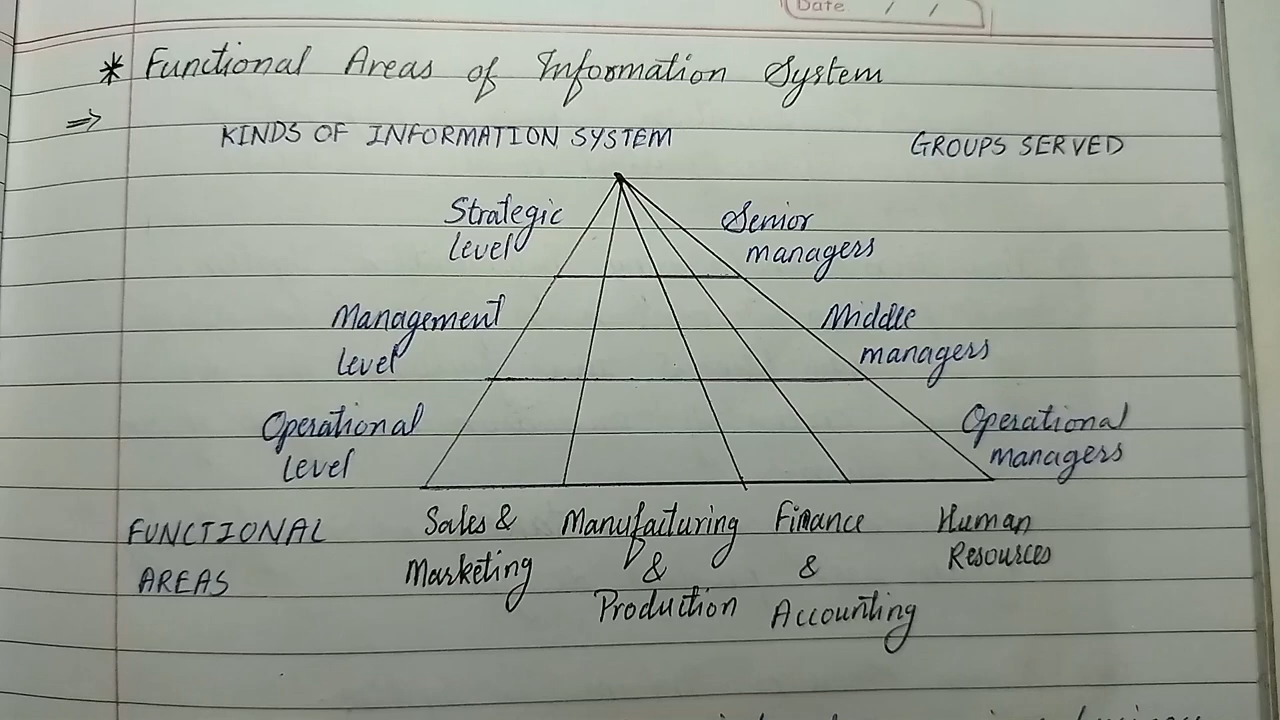 Date / /
* Functional Areas of Information System
⇒
KINDS OF INFORMATION SYSTEM GROUPS SERVED
Strategic level
Senior managers
Management level
Middle managers
Operational level
Operational managers
FUNCTIONAL AREAS
Sales & Marketing
Manufacturing & Production
Finance & Accounting
Human Resources